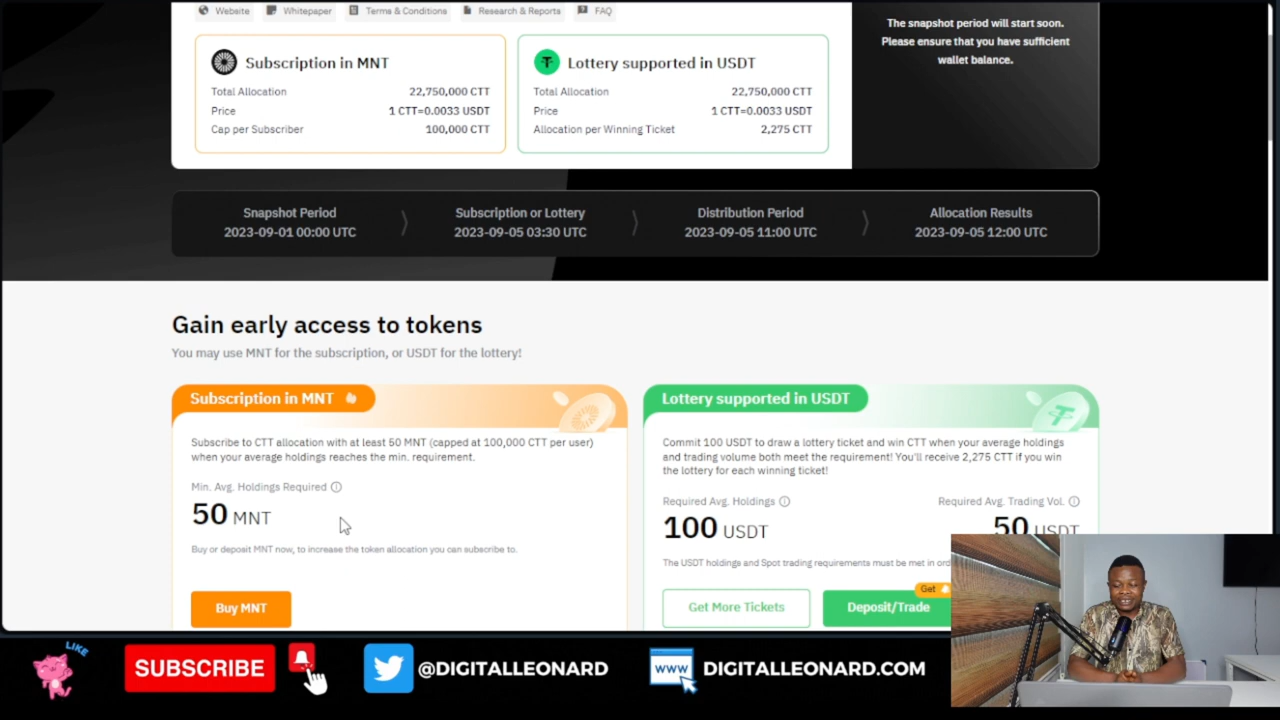 Website Whitepaper Terms & Conditions Research & Reports FAQ
The snapshot period will start soon.
Please ensure that you have sufficient
wallet balance.
Subscription in MNT
Total Allocation 22,750,000 CTT
Price 1 CTT=0.0033 USDT
Cap per Subscriber 100,000 CTT
Lottery supported in USDT
Total Allocation 22,750,000 CTT
Price 1 CTT=0.0033 USDT
Allocation per Winning Ticket 2,275 CTT
Snapshot Period
2023-09-01 00:00 UTC
Subscription or Lottery
2023-09-05 03:30 UTC
Distribution Period
2023-09-05 11:00 UTC
Allocation Results
2023-09-05 12:00 UTC
Gain early access to tokens
You may use MNT for the subscription, or USDT for the lottery!
Subscription in MNT
Subscribe to CTT allocation with at least 50 MNT (capped at 100,000 CTT per user)
when your average holdings reaches the min. requirement.
Min. Avg. Holdings Required
50 MNT
Buy or deposit MNT now, to increase the token allocation you can subscribe to.
Buy MNT
Lottery supported in USDT
Commit 100 USDT to draw a lottery ticket and win CTT when your average holdings
and trading volume both meet the requirement! You'll receive 2,275 CTT if you win
the lottery for each winning ticket!
Required Avg. Holdings Required Avg. Trading Vol.
100 USDT 50 USDT
The USDT holdings and Spot trading requirements must be met in ord
Get
Get More Tickets Deposit/Trade
LIKE
SUBSCRIBE
@DIGITALLEONARD
WWW
DIGITALLEONARD.COM